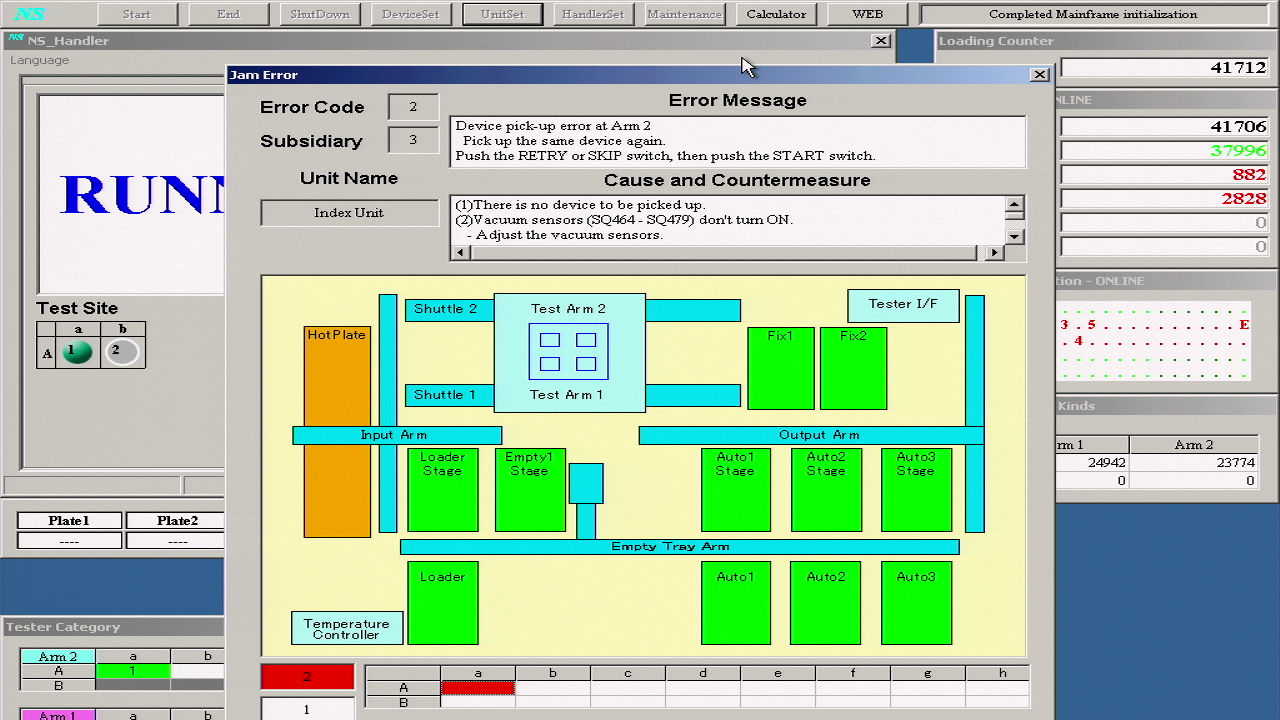 NS Start End ShutDown DeviceSet UnitSet HandlerSet Maintenance Calculator WEB Completed Mainframe initialization
NS NS_Handler
Language
RUNN
Test Site
a b
A 1 2
Plate1 Plate2
---- ----
Tester Category
Arm 2 a b
A 1
B
Arm 1 a b
Jam Error
Error Code 2
Subsidiary 3
Unit Name
Index Unit
Error Message
Device pick-up error at Arm 2
Pick up the same device again.
Push the RETRY or SKIP switch, then push the START switch.
Cause and Countermeasure
(1)There is no device to be picked up.
(2)Vacuum sensors (SQ464 - SQ479) don't turn ON.
- Adjust the vacuum sensors.
Shuttle 2 Test Arm 2 Tester I/F
HotPlate Fix1 Fix2
Shuttle 1 Test Arm 1
Input Arm Output Arm
Loader Stage
Empty1 Stage
Auto1 Stage
Auto2 Stage
Auto3 Stage
Empty Tray Arm
Loader Auto1 Auto2 Auto3
Temperature Controller
2
1
a b c d e f g h
A
B
Loading Counter
41712
NLINE
41706
37996
882
2828
0
0
tion - ONLINE
3 . 5 . . . . . . . . . . E
. 4 . . . . . . . . . . . .
Kinds
rm 1 Arm 2
24942 23774
0 0